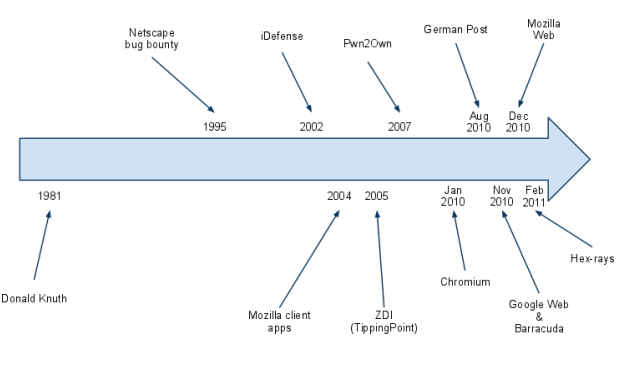 Netscape
bug bounty
iDefense
Pwn2Own
German Post
Mozilla
Web
1995
2002
2007
Aug
2010
Dec
2010
1981
2004
2005
Jan
2010
Nov
2010
Feb
2011
Donald Knuth
Mozilla client
apps
ZDI
(TippingPoint)
Chromium
Google Web
&
Barracuda
Hex-rays